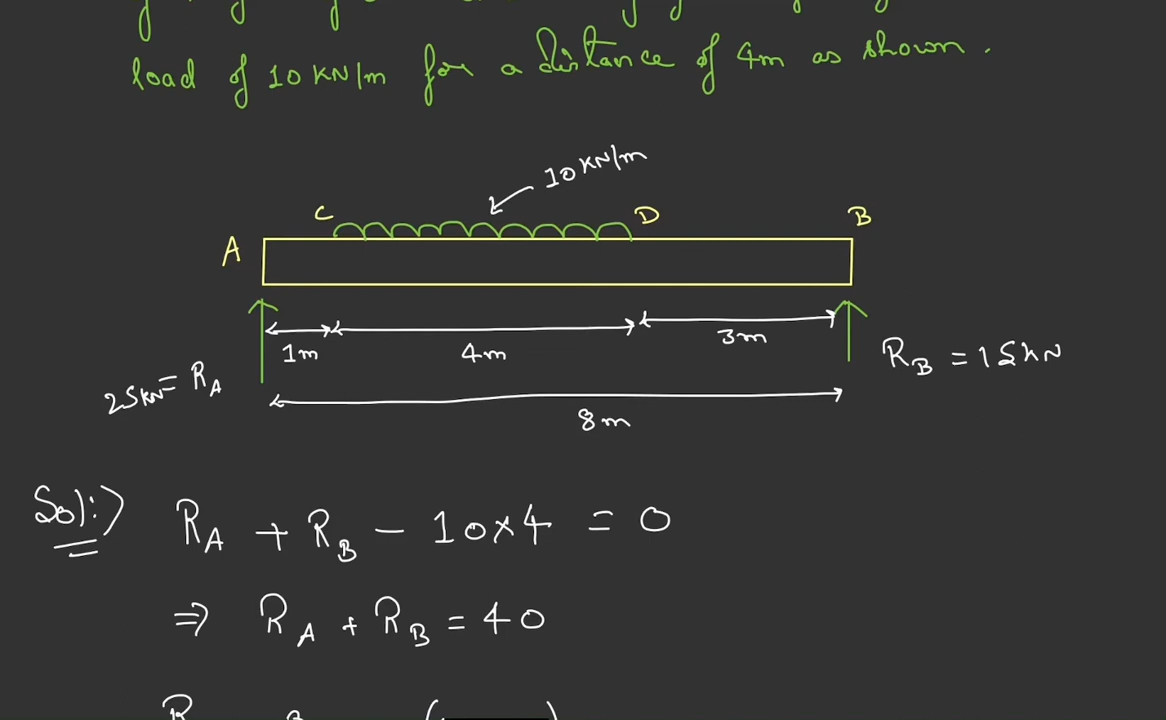 load of 10 KN/m for a distance of 4m as shown.
10 KN/m
C D B
A
1m 4m 3m
25kN = R_A R_B = 15kN
8m
Sol:) R_A + R_B - 10×4 = 0
⇒ R_A + R_B = 40